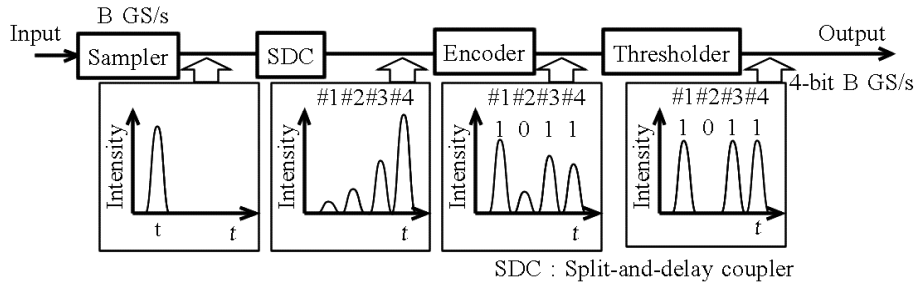 B GS/s
Input
Sampler
SDC
Encoder
Thresholder
Output
4-bit B GS/s
Intensity
t
t
#1#2#3#4
Intensity
t
#1#2#3#4
1 0 1 1
Intensity
t
#1#2#3#4
1 0 1 1
Intensity
t
SDC : Split-and-delay coupler